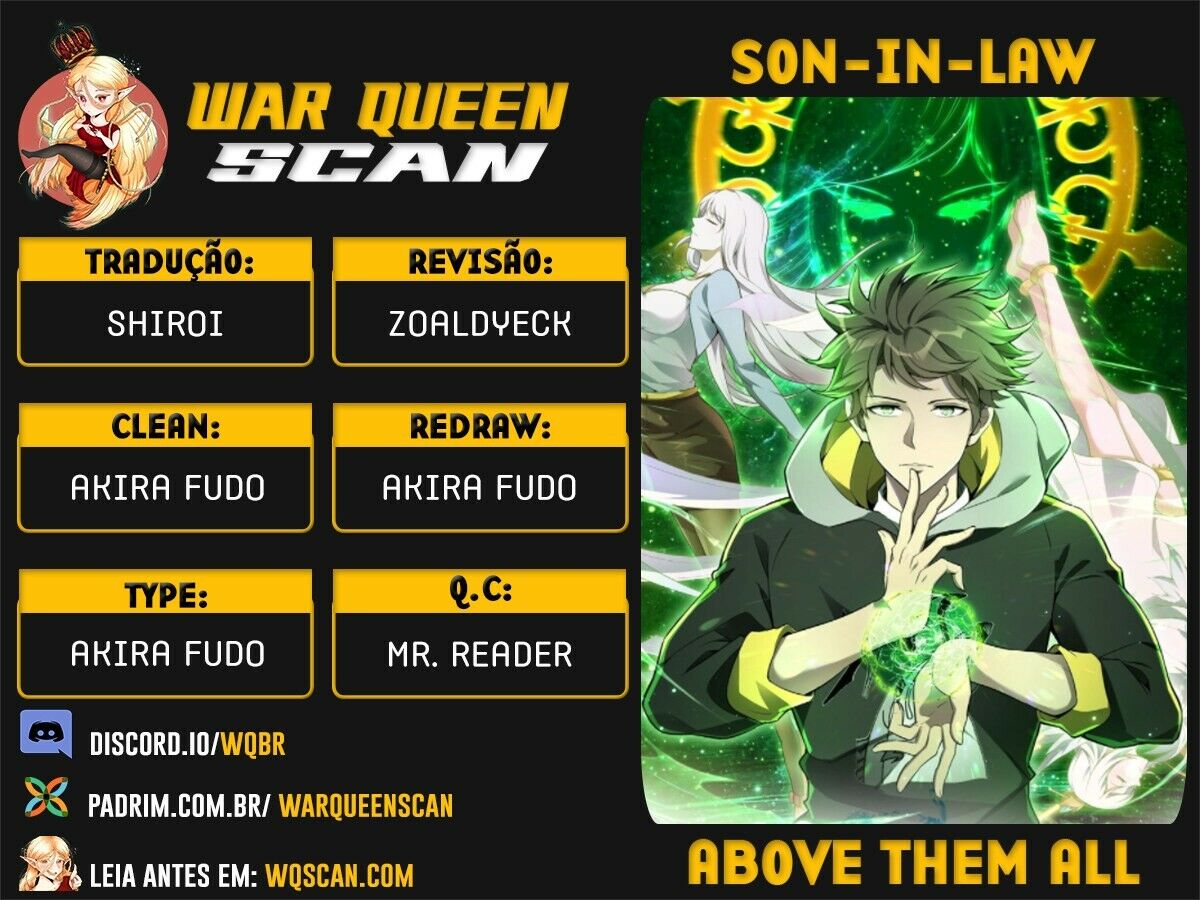 WAR QUEEN
SCAN
TRADUÇÃO:
SHIROI
REVISÃO:
ZOALDYECK
CLEAN:
AKIRA FUDO
REDRAW:
AKIRA FUDO
TYPE:
AKIRA FUDO
Q.C:
MR. READER
DISCORD.IO/WQBR
PADRIM.COM.BR/ WARQUEENSCAN
LEIA ANTES EM: WQSCAN.COM
SON-IN-LAW
ABOVE THEM ALL